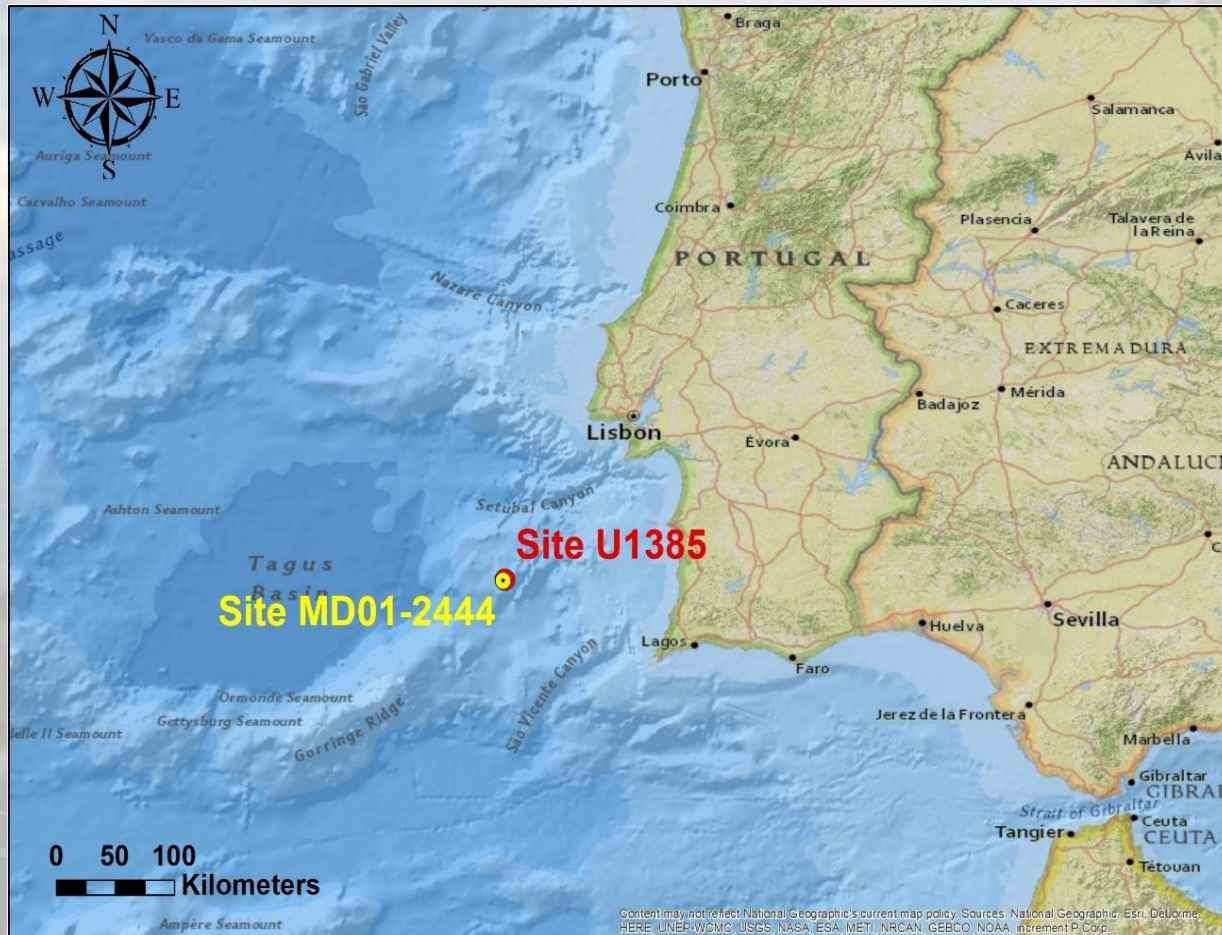 N
W
E
S
Vasco da Gama Seamount
São Gabriel Valley
Braga
Porto
Salamanca
Auriga Seamount
Ávila
Carvalho Seamount
Coimbra
Plasencia
Talavera de
la Reina
assage
PORTUGAL
Nazaré Canyon
Caceres
EXTREMADURA
Mérida
Badajoz
Lisbon
Évora
ANDALUCI
Setúbal Canyon
Ashton Seamount
Site U1385
Tagus
Basin
Site MD01-2444
Sevilla
Huelva
Lagos
Faro
São Vicente Canyon
Ormonde Seamount
Gettysburg Seamount
Gorringe Ridge
delle II Seamount
Jerez de la Frontera
Marbella
Gibraltar
GIBRAL
Strait of Gibraltar
Ceuta
CEUTA
Tangier
Tétouan
0 50 100
Kilometers
Ampère Seamount
Content may not reflect National Geographic's current map policy. Sources: National Geographic, Esri, DeLorme,
HERE, UNEP-WCMC, USGS, NASA, ESA, METI, NRCAN, GEBCO, NOAA, increment P Corp.